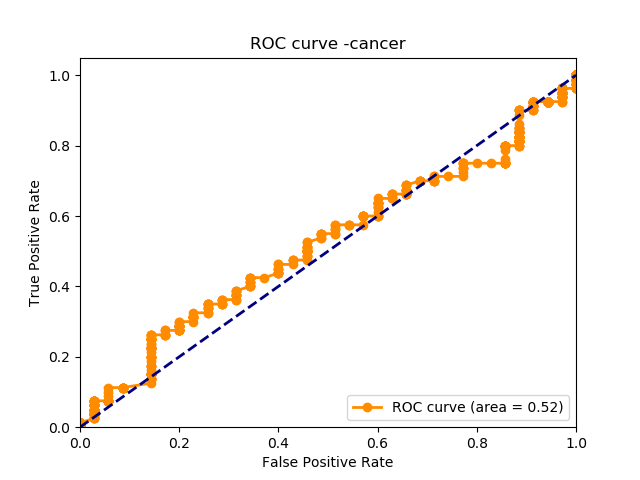 ROC curve -cancer
True Positive Rate
1.0
0.8
0.6
0.4
0.2
0.0
ROC curve (area = 0.52)
0.0 0.2 0.4 0.6 0.8 1.0
False Positive Rate